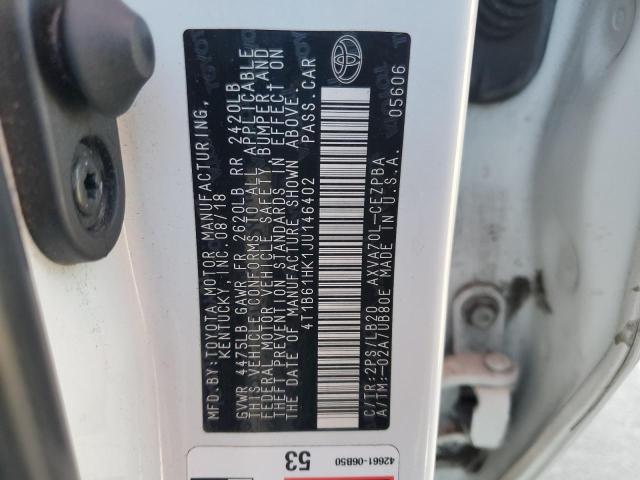 MFD.BY:TOYOTA MOTOR MANUFACTURING,
KENTUCKY, INC. 08/18
GVWR 4475LB GAWR FR 2620LB RR 2420LB
THIS VEHICLE CONFORMS TO ALL APPLICABLE
FEDERAL MOTOR VEHICLE SAFETY, BUMPER, AND
THEFT PREVENTION STANDARDS IN EFFECT ON
THE DATE OF MANUFACTURE SHOWN ABOVE.
4T1B61HK1JU146402 PASS.CAR
C/TR:2PS/LB20 AXVA70L-CEZPBA
A/TM:-02A/UB80E MADE IN U.S.A.
05606
53
42661-06B50